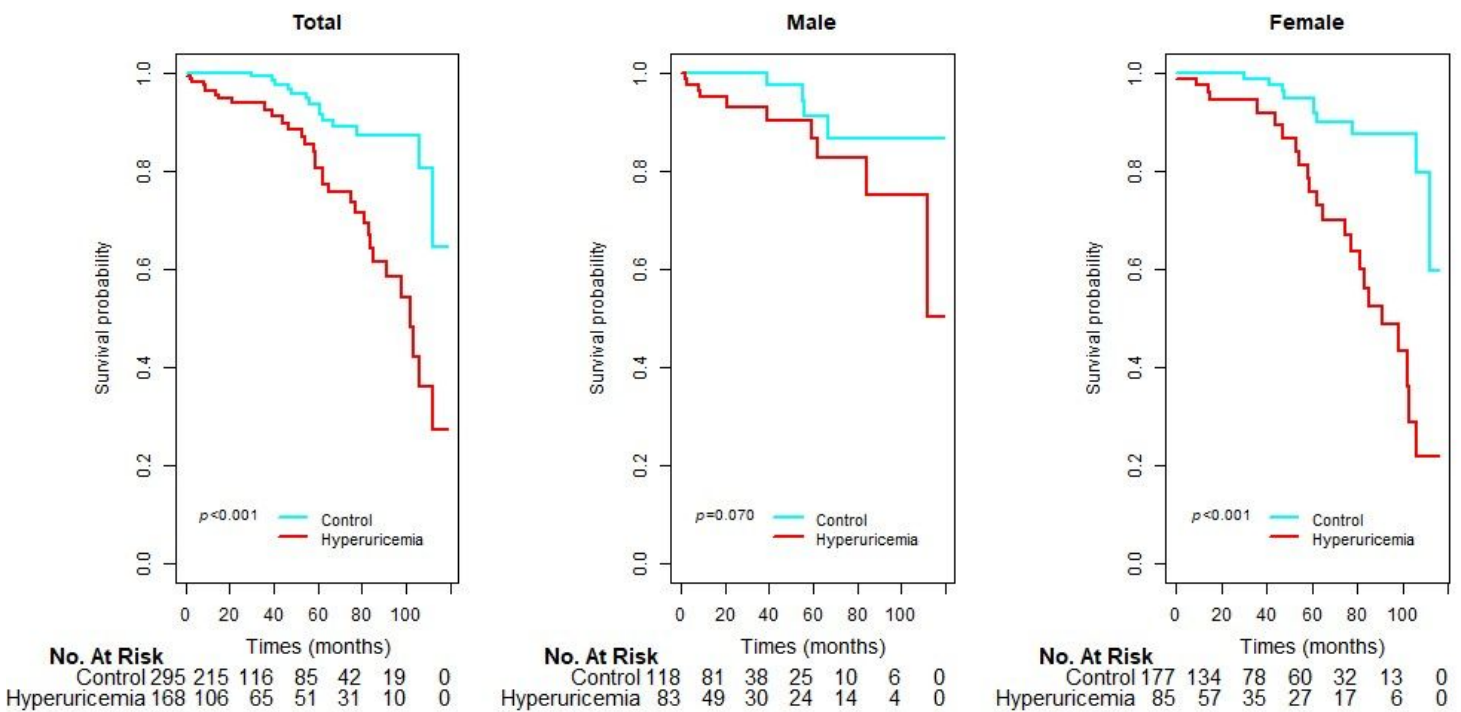 Total
1.0
0.8
0.6
0.4
0.2
0.0
Survival probability
p<0.001
Control
Hyperuricemia
0 20 40 60 80 100
Times (months)
No. At Risk
Control 295 215 116 85 42 19 0
Hyperuricemia 168 106 65 51 31 10 0
Male
1.0
0.8
0.6
0.4
0.2
0.0
Survival probability
p=0.070
Control
Hyperuricemia
0 20 40 60 80 100
Times (months)
No. At Risk
Control 118 81 38 25 10 6 0
Hyperuricemia 83 49 30 24 14 4 0
Female
1.0
0.8
0.6
0.4
0.2
0.0
Survival probability
p<0.001
Control
Hyperuricemia
0 20 40 60 80 100
Times (months)
No. At Risk
Control 177 134 78 60 32 13 0
Hyperuricemia 85 57 35 27 17 6 0